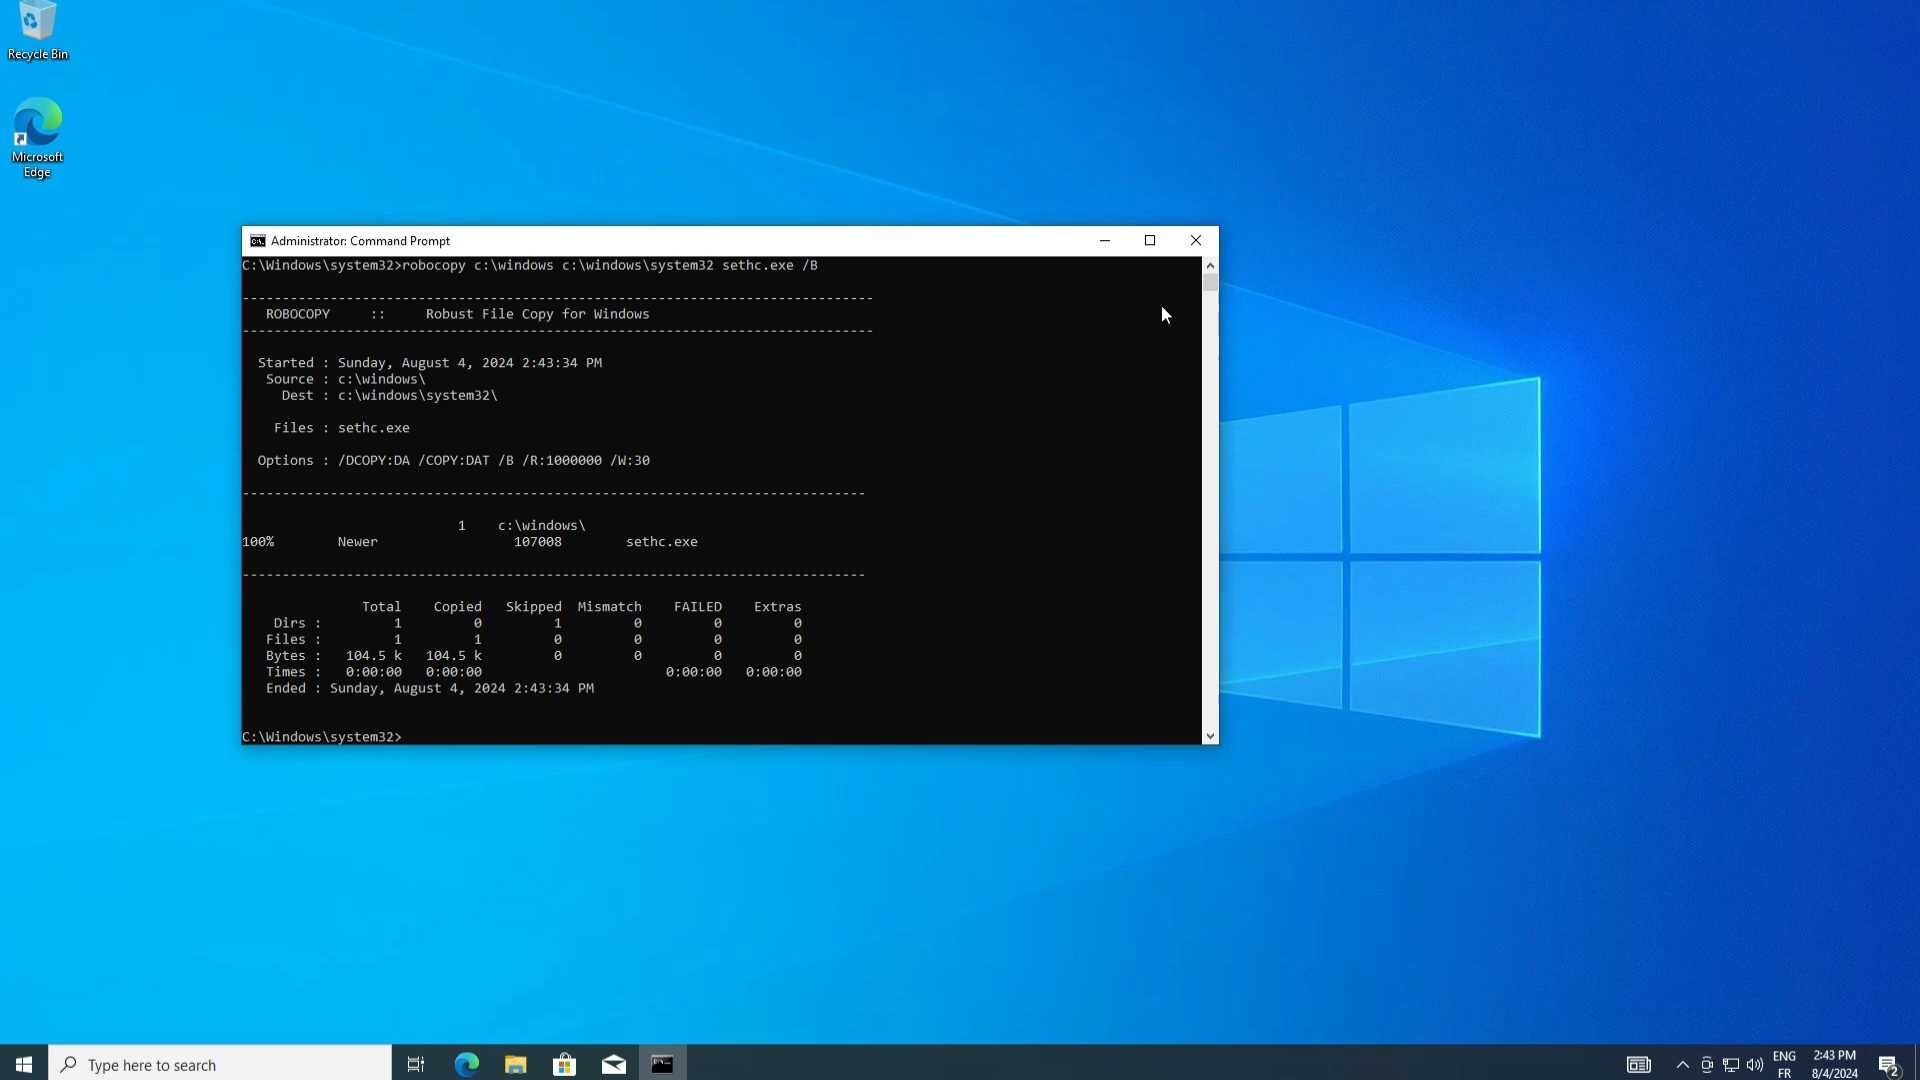 Recycle Bin
Microsoft
Edge
Administrator: Command Prompt
C:\Windows\system32>robocopy c:\windows c:\windows\system32 sethc.exe /B
-------------------------------------------------------------------------------
ROBOCOPY     ::     Robust File Copy for Windows
-------------------------------------------------------------------------------
Started : Sunday, August 4, 2024 2:43:34 PM
Source : c:\windows\
Dest : c:\windows\system32\
Files : sethc.exe
Options : /DCOPY:DA /COPY:DAT /B /R:1000000 /W:30
------------------------------------------------------------------------------
1    c:\windows\
100%        Newer                 107008        sethc.exe
------------------------------------------------------------------------------
Total    Copied   Skipped  Mismatch    FAILED    Extras
Dirs :         1         0         1         0         0         0
Files :         1         1         0         0         0         0
Bytes :   104.5 k   104.5 k         0         0         0         0
Times :   0:00:00   0:00:00                       0:00:00   0:00:00
Ended : Sunday, August 4, 2024 2:43:34 PM
C:\Windows\system32>
Type here to search
ENG
FR
2:43 PM
8/4/2024
2